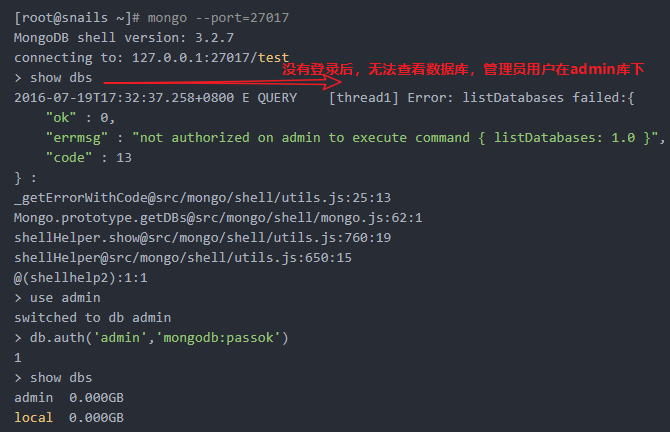 [root@snails ~]# mongo --port=27017
MongoDB shell version: 3.2.7
connecting to: 127.0.0.1:27017/test
> show dbs
没有登录后，无法查看数据库，管理员用户在admin库下
2016-07-19T17:32:37.258+0800 E QUERY    [thread1] Error: listDatabases failed:{
    "ok" : 0,
    "errmsg" : "not authorized on admin to execute command { listDatabases: 1.0 }",
    "code" : 13
} :
_getErrorWithCode@src/mongo/shell/utils.js:25:13
Mongo.prototype.getDBs@src/mongo/shell/mongo.js:62:1
shellHelper.show@src/mongo/shell/utils.js:760:19
shellHelper@src/mongo/shell/utils.js:650:15
@(shellhelp2):1:1
> use admin
switched to db admin
> db.auth('admin','mongodb:passok')
1
> show dbs
admin  0.000GB
local  0.000GB